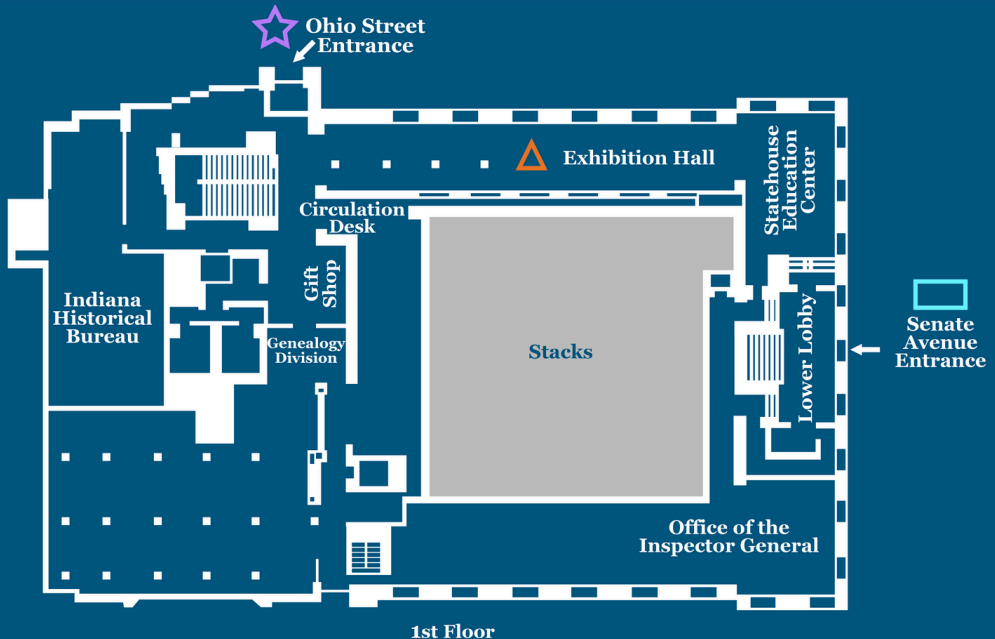 Ohio Street
Entrance
Exhibition Hall
Statehouse
Education
Center
Circulation
Desk
Gift
Shop
Indiana
Historical
Bureau
Genealogy
Division
Stacks
Lower Lobby
Senate
Avenue
Entrance
Office of the
Inspector General
1st Floor